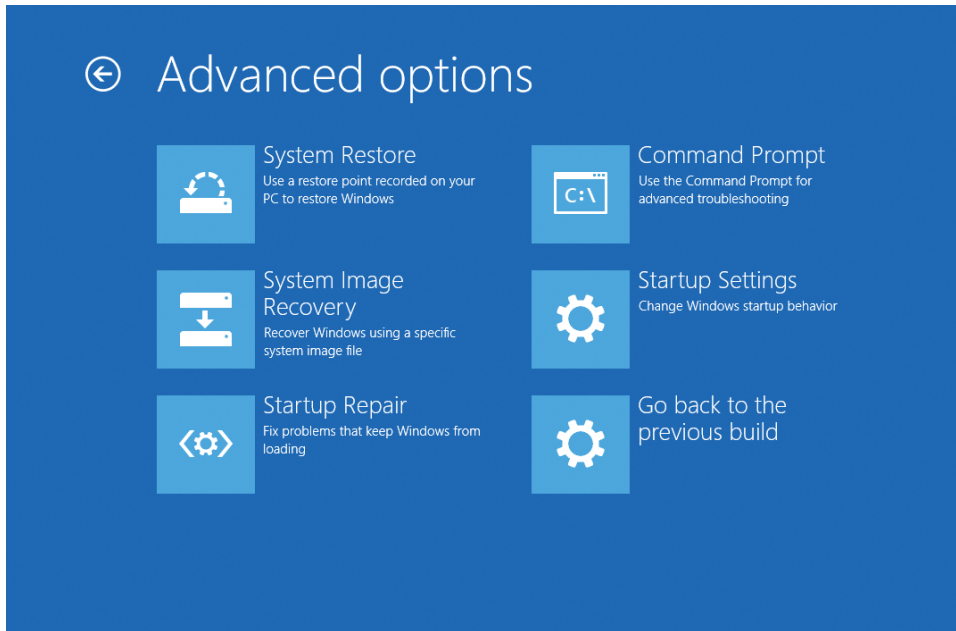 Advanced options
System Restore
Use a restore point recorded on your
PC to restore Windows
System Image
Recovery
Recover Windows using a specific
system image file
Startup Repair
Fix problems that keep Windows from
loading
Command Prompt
Use the Command Prompt for
advanced troubleshooting
C:\
Startup Settings
Change Windows startup behavior
Go back to the
previous build